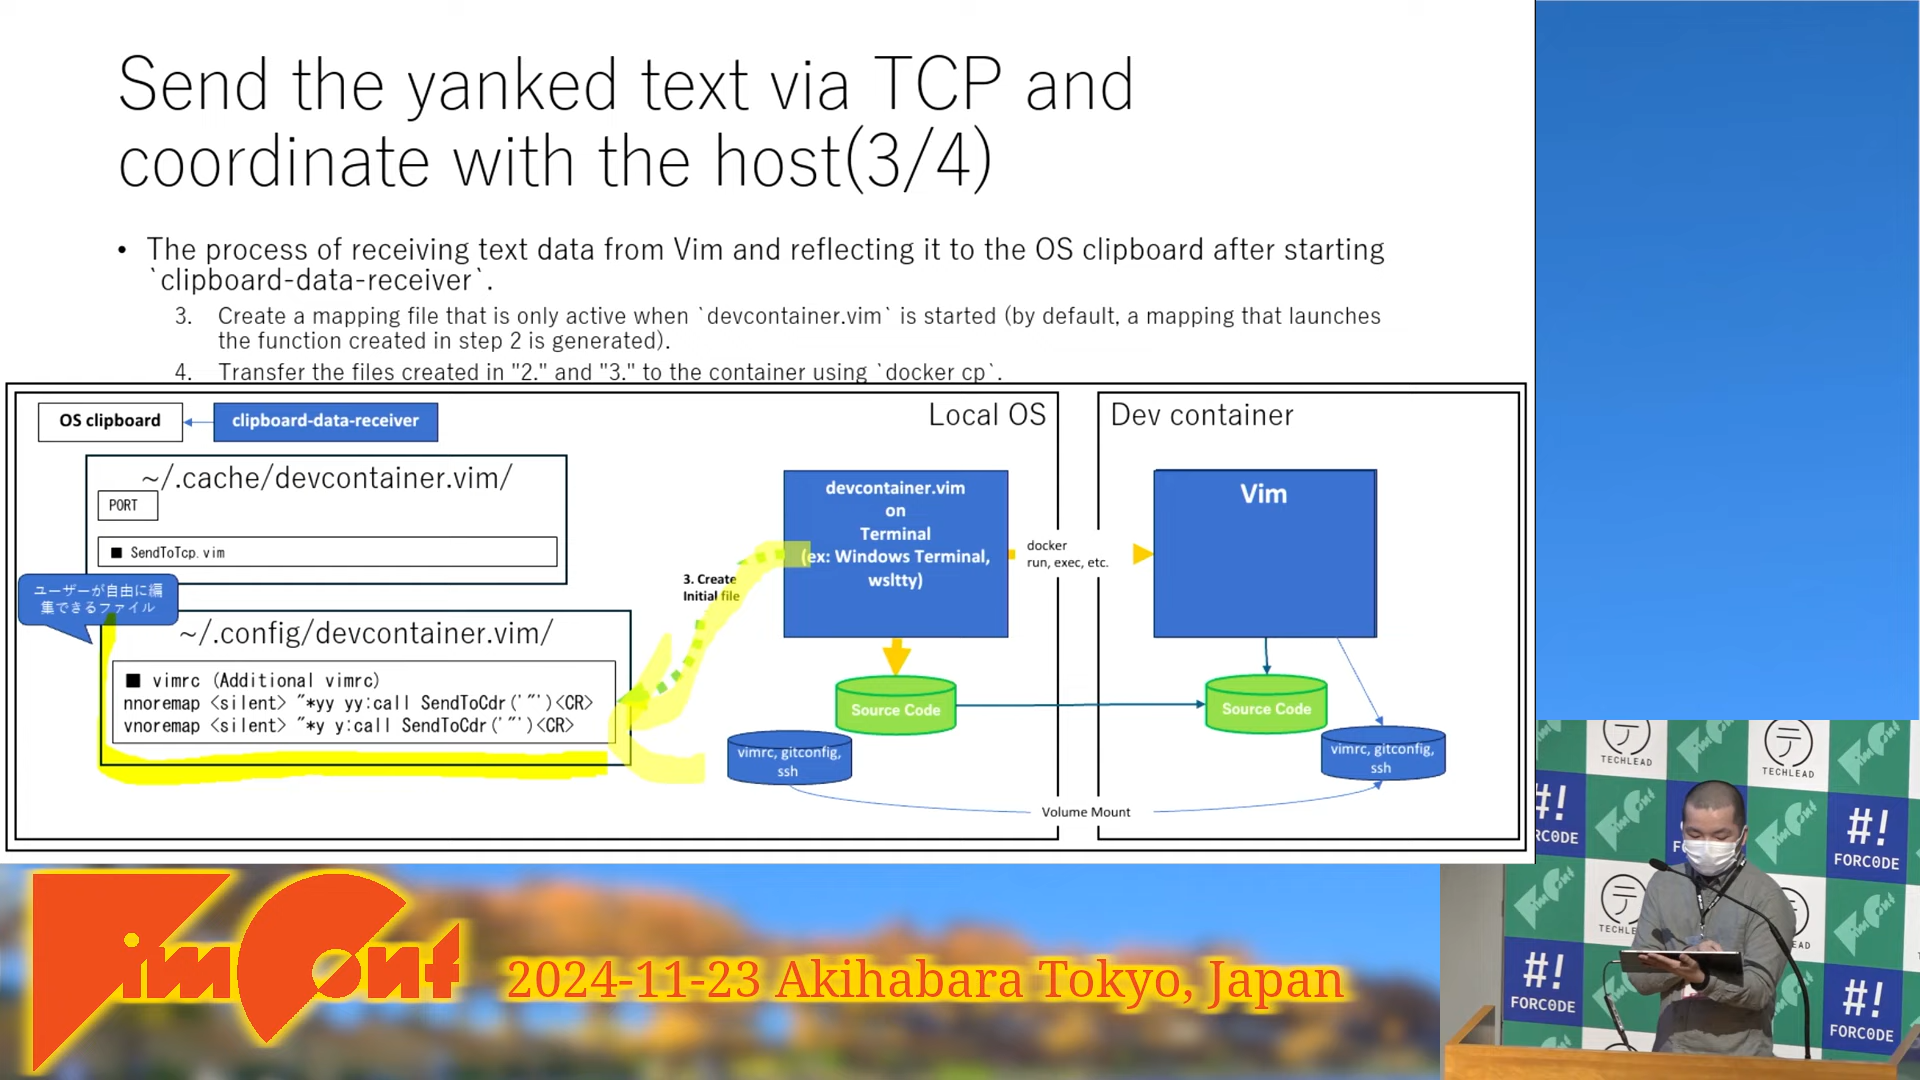 Send the yanked text via TCP and
coordinate with the host(3/4)
• The process of receiving text data from Vim and reflecting it to the OS clipboard after starting
`clipboard-data-receiver`.
3. Create a mapping file that is only active when `devcontainer.vim` is started (by default, a mapping that launches
the function created in step 2 is generated).
4. Transfer the files created in "2." and "3." to the container using `docker cp`.
OS clipboard
clipboard-data-receiver
Local OS
Dev container
~/.cache/devcontainer.vim/
PORT
■ SendToTcp.vim
ユーザーが自由に編
集できるファイル
~/.config/devcontainer.vim/
■ vimrc (Additional vimrc)
nnoremap <silent> "*yy yy:call SendToCdr('"')<CR>
vnoremap <silent> "*y y:call SendToCdr('"')<CR>
3. Create
Initial file
devcontainer.vim
on
Terminal
(ex: Windows Terminal,
wsltty)
docker
run, exec, etc.
Vim
Source Code
Source Code
vimrc, gitconfig,
ssh
vimrc, gitconfig,
ssh
Volume Mount
VimConf
2024-11-23 Akihabara Tokyo, Japan
TECHLEAD
TECHLEAD
#!
FORC0DE
#!
FORC0DE
#!
FORC0DE